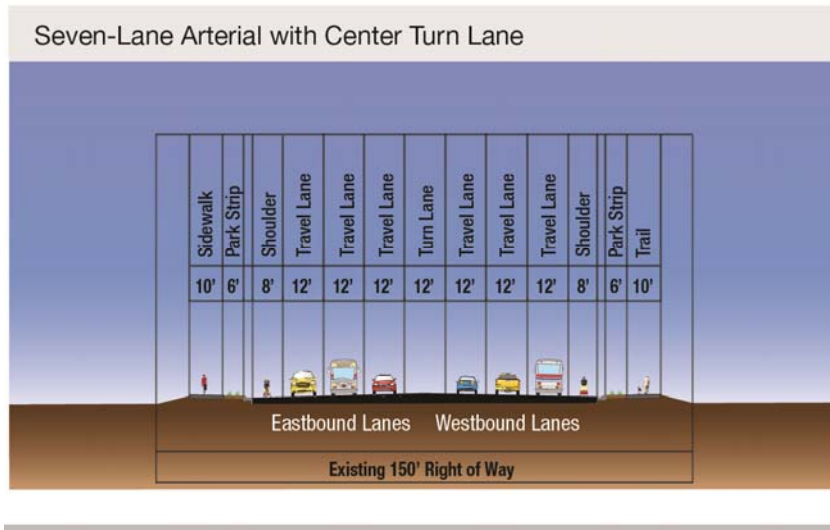 Seven-Lane Arterial with Center Turn Lane
Sidewalk
Park Strip
Shoulder
Travel Lane
Travel Lane
Travel Lane
Turn Lane
Travel Lane
Travel Lane
Travel Lane
Shoulder
Park Strip
Trail
10' 6' 8' 12' 12' 12' 12' 12' 12' 12' 8' 6' 10'
Eastbound Lanes Westbound Lanes
Existing 150' Right of Way